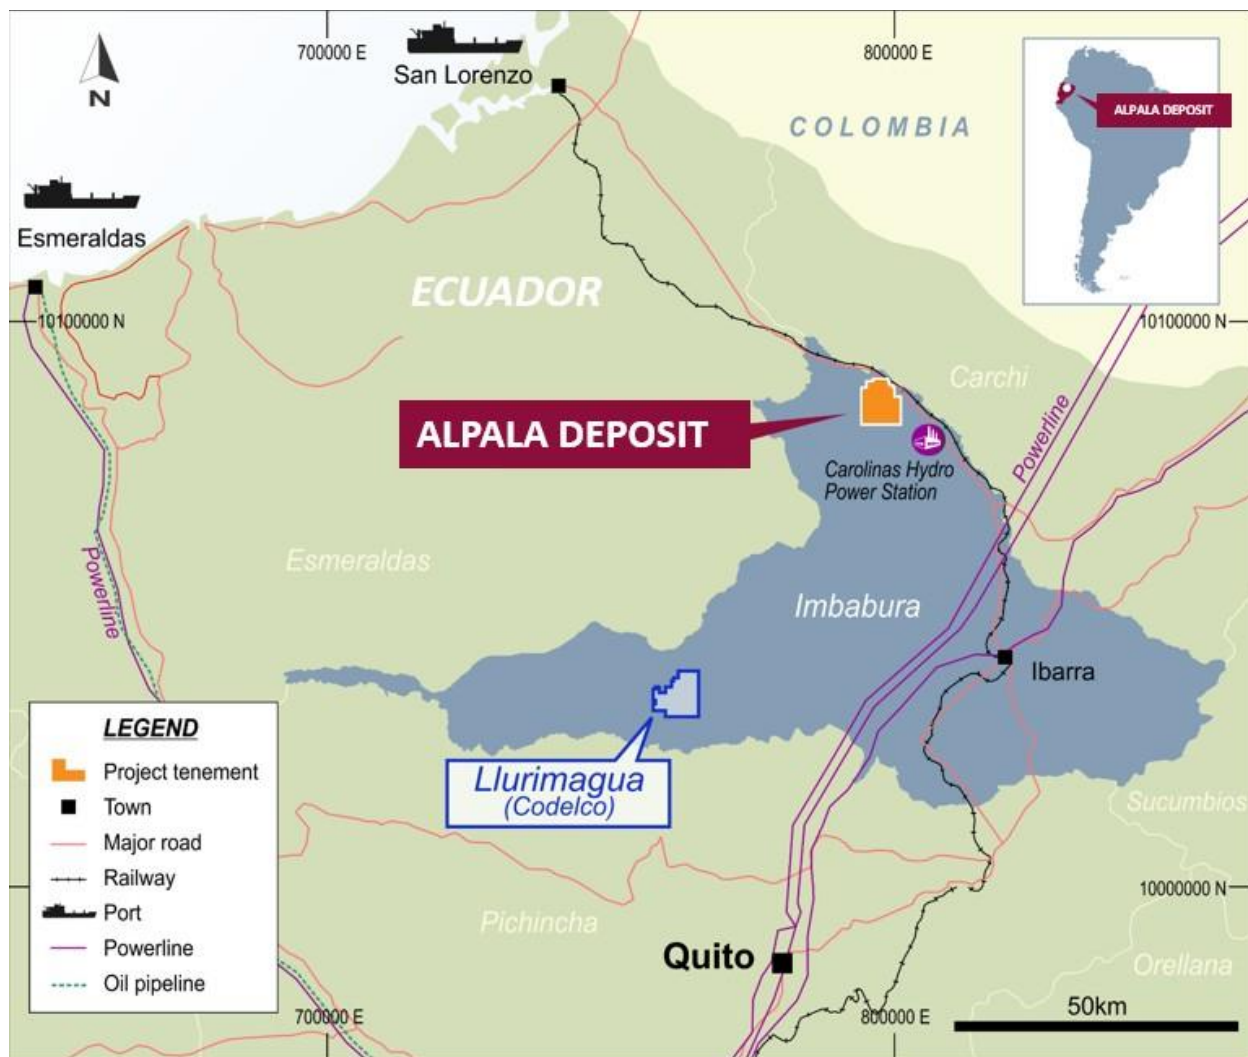 700000 E
800000 E
San Lorenzo
N
COLOMBIA
ALPALA DEPOSIT
Esmeraldas
ECUADOR
10100000 N
10100000 N
Carchi
ALPALA DEPOSIT
Powerline
Carolinas Hydro
Power Station
Esmeraldas
Powerline
Imbabura
Ibarra
LEGEND
Project tenement
Town
Major road
Railway
Port
Powerline
Oil pipeline
Llurimagua
(Codelco)
Sucumbios
10000000 N
Pichincha
Quito
Orellana
700000 E
800000 E
50km